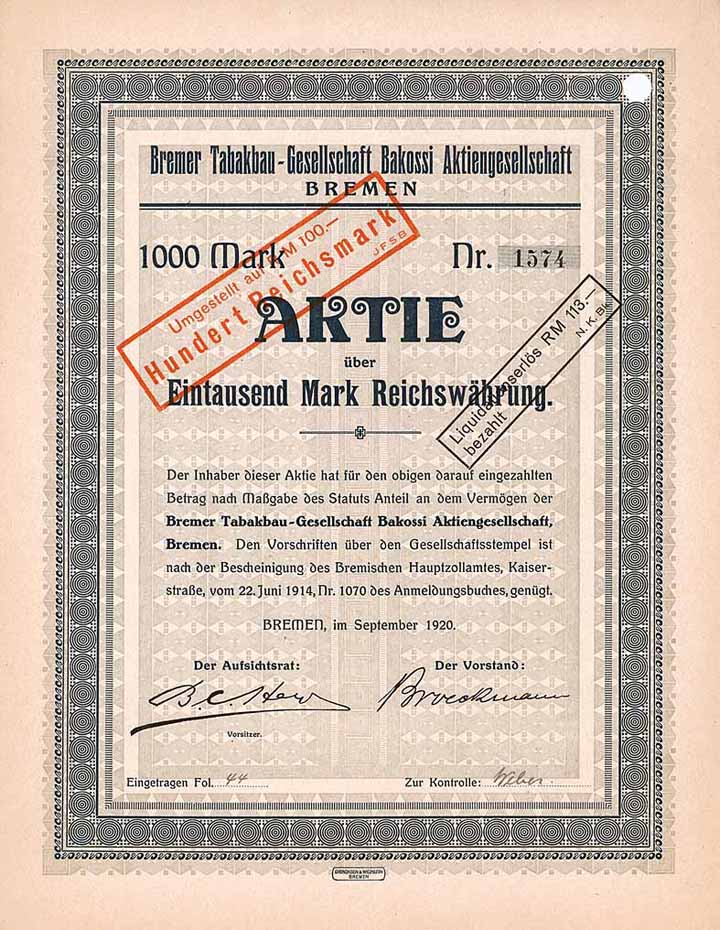 Bremer Tabakbau-Gesellschaft Bakossi Aktiengesellschaft
BREMEN
1000 Mark Nr. 1574
Umgestellt auf RM 100.—
Hundert Reichsmark
JFSB
AKTIE
über
Eintausend Mark Reichswährung.
Liquidationserlös RM 113.—
bezahlt N. K. Bk.
Der Inhaber dieser Aktie hat für den obigen darauf eingezahlten
Betrag nach Maßgabe des Statuts Anteil an dem Vermögen der
Bremer Tabakbau-Gesellschaft Bakossi Aktiengesellschaft,
Bremen. Den Vorschriften über den Gesellschaftsstempel ist
nach der Bescheinigung des Bremischen Hauptzollamtes, Kaiser-
straße, vom 22. Juni 1914, Nr. 1070 des Anmeldungsbuches, genügt.
BREMEN, im September 1920.
Der Aufsichtsrat: Der Vorstand:
Broeckmann
Vorsitzer.
Eingetragen Fol. 44 Zur Kontrolle: Weber
BREMEN